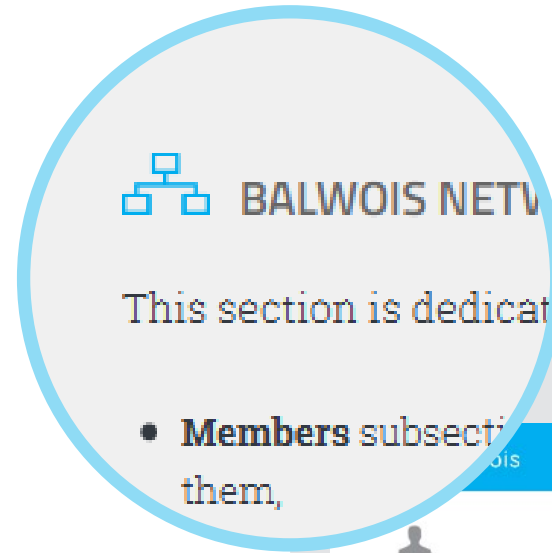 BALWOIS NETW
This section is dedicat
• Members subsecti
them,
ois